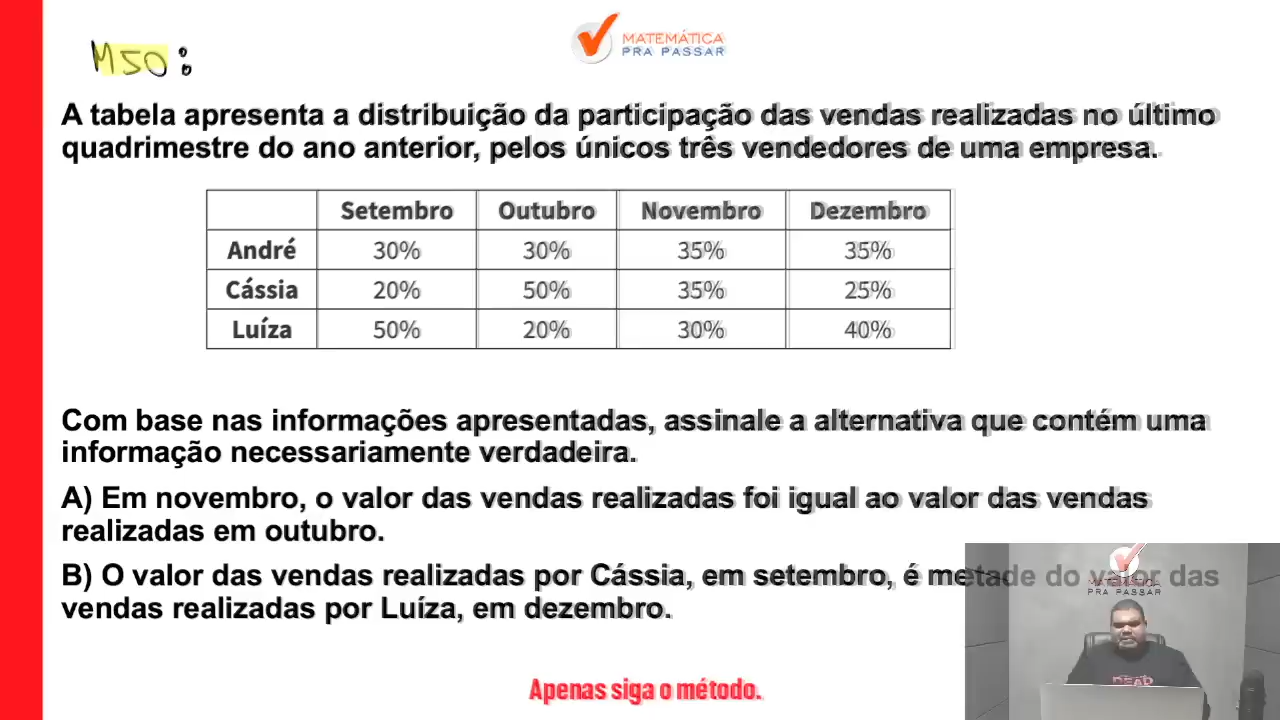 M50:
MATEMÁTICA
PRA PASSAR
A tabela apresenta a distribuição da participação das vendas realizadas no último
quadrimestre do ano anterior, pelos únicos três vendedores de uma empresa.
Setembro Outubro Novembro Dezembro
André 30% 30% 35% 35%
Cássia 20% 50% 35% 25%
Luíza 50% 20% 30% 40%
Com base nas informações apresentadas, assinale a alternativa que contém uma
informação necessariamente verdadeira.
A) Em novembro, o valor das vendas realizadas foi igual ao valor das vendas
realizadas em outubro.
B) O valor das vendas realizadas por Cássia, em setembro, é metade do valor das
vendas realizadas por Luíza, em dezembro.
MATEMÁTICA
PRA PASSAR
DEAD
Apenas siga o método.